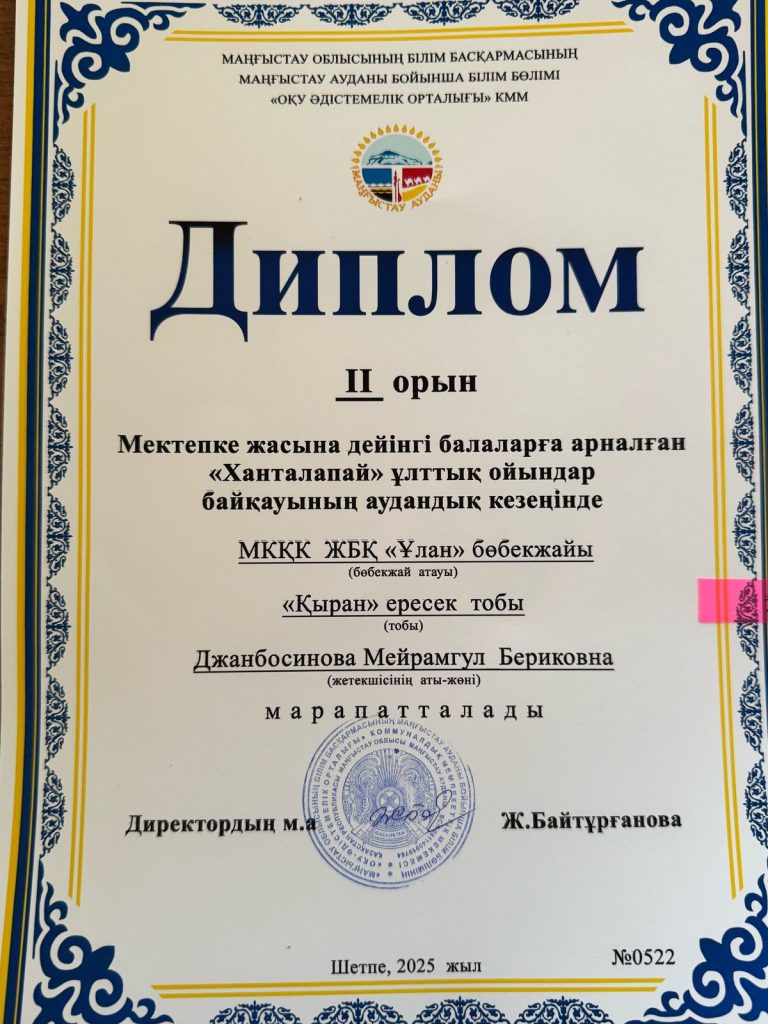 МАҢҒЫСТАУ ОБЛЫСЫНЫҢ БІЛІМ БАСҚАРМАСЫНЫҢ
МАҢҒЫСТАУ АУДАНЫ БОЙЫНША БІЛІМ БӨЛІМІ
«ОҚУ ӘДІСТЕМЕЛІК ОРТАЛЫҒЫ» КММ
МАҢҒЫСТАУ АУДАНЫ
Диплом
II орын
Мектепке жасына дейінгі балаларға арналған
«Ханталапай» ұлттық ойындар
байқауының аудандық кезеңінде
МКҚК ЖБҚ «Ұлан» бөбекжайы
(бөбекжай атауы)
«Қыран» ересек тобы
(тобы)
Джанбосинова Мейрамгул Бериковна
(жетекшісінің аты-жөні)
марапатталады
Директордың м.а
Ж.Байтұрғанова
Шетпе, 2025 жыл
№0522